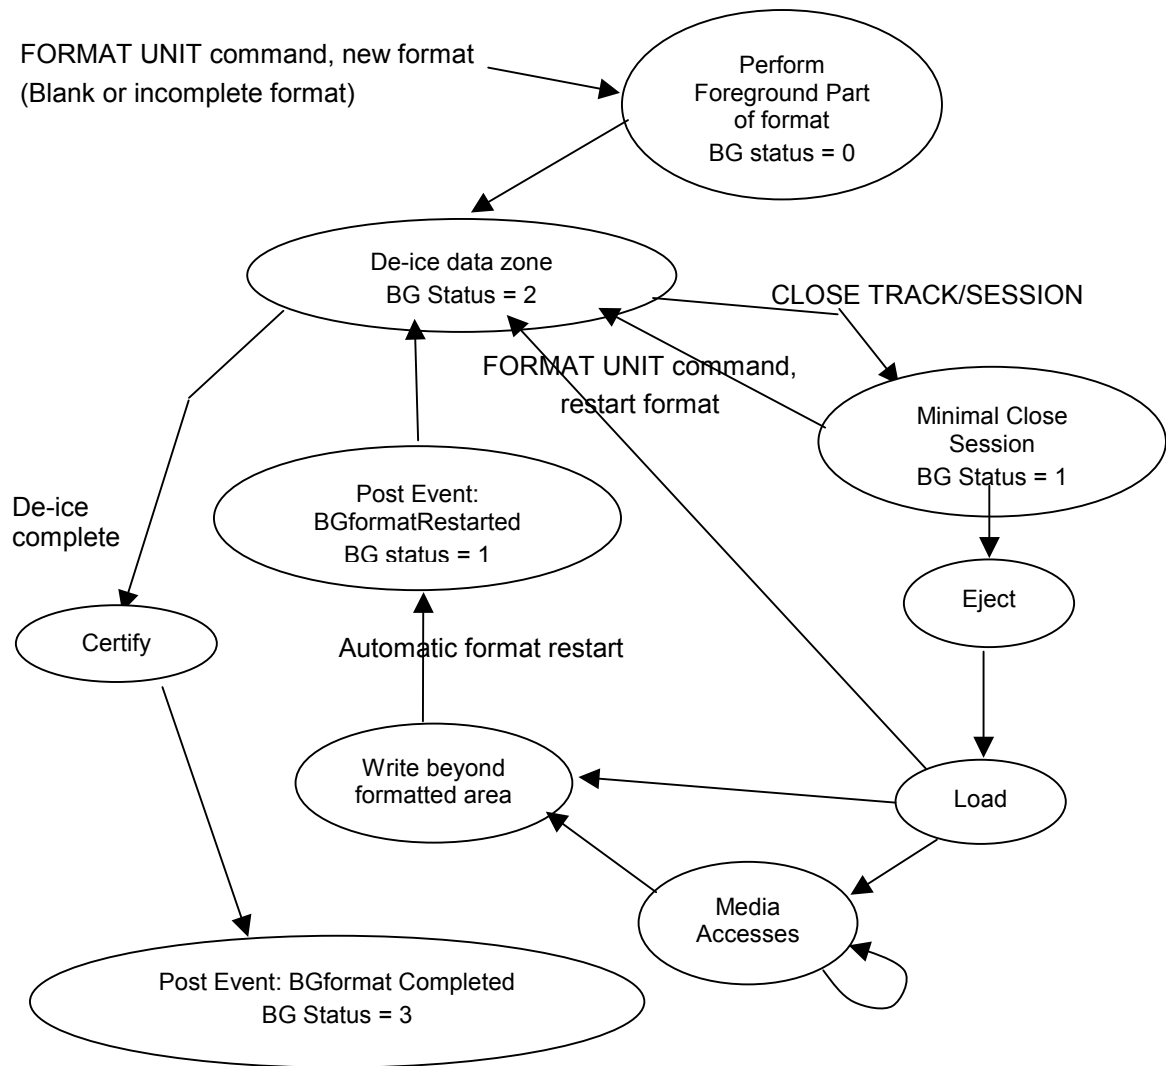 FORMAT UNIT command, new format
(Blank or incomplete format)
Perform
Foreground Part
of format
BG status = 0
De-ice data zone
BG Status = 2
CLOSE TRACK/SESSION
FORMAT UNIT command,
restart format
Minimal Close
Session
BG Status = 1
Post Event:
BGformatRestarted
BG status = 1
De-ice
complete
Eject
Certify
Automatic format restart
Write beyond
formatted area
Load
Media
Accesses
Post Event: BGformat Completed
BG Status = 3